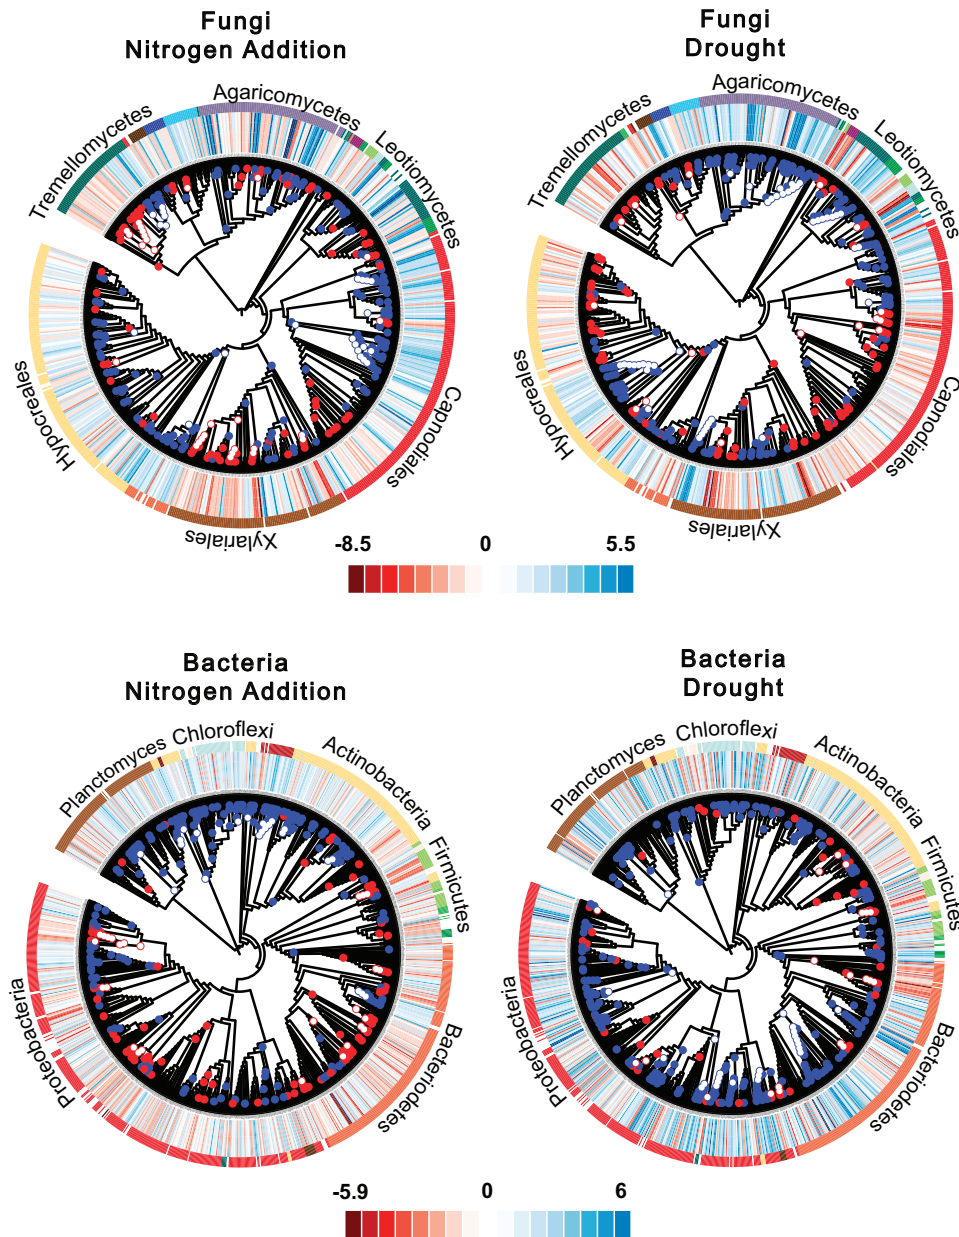 Fungi
Nitrogen Addition
Fungi
Drought
Tremellomycetes
Agaricomycetes
Leotiomycetes
Capnodiales
Xylariales
Hypocreales
Tremellomycetes
Agaricomycetes
Leotiomycetes
Capnodiales
Xylariales
Hypocreales
-8.5 0 5.5
Bacteria
Nitrogen Addition
Bacteria
Drought
Planctomyces
Chloroflexi
Actinobacteria
Firmicutes
Bacteriodetes
Proteobacteria
Planctomyces
Chloroflexi
Actinobacteria
Firmicutes
Bacteriodetes
Proteobacteria
-5.9 0 6